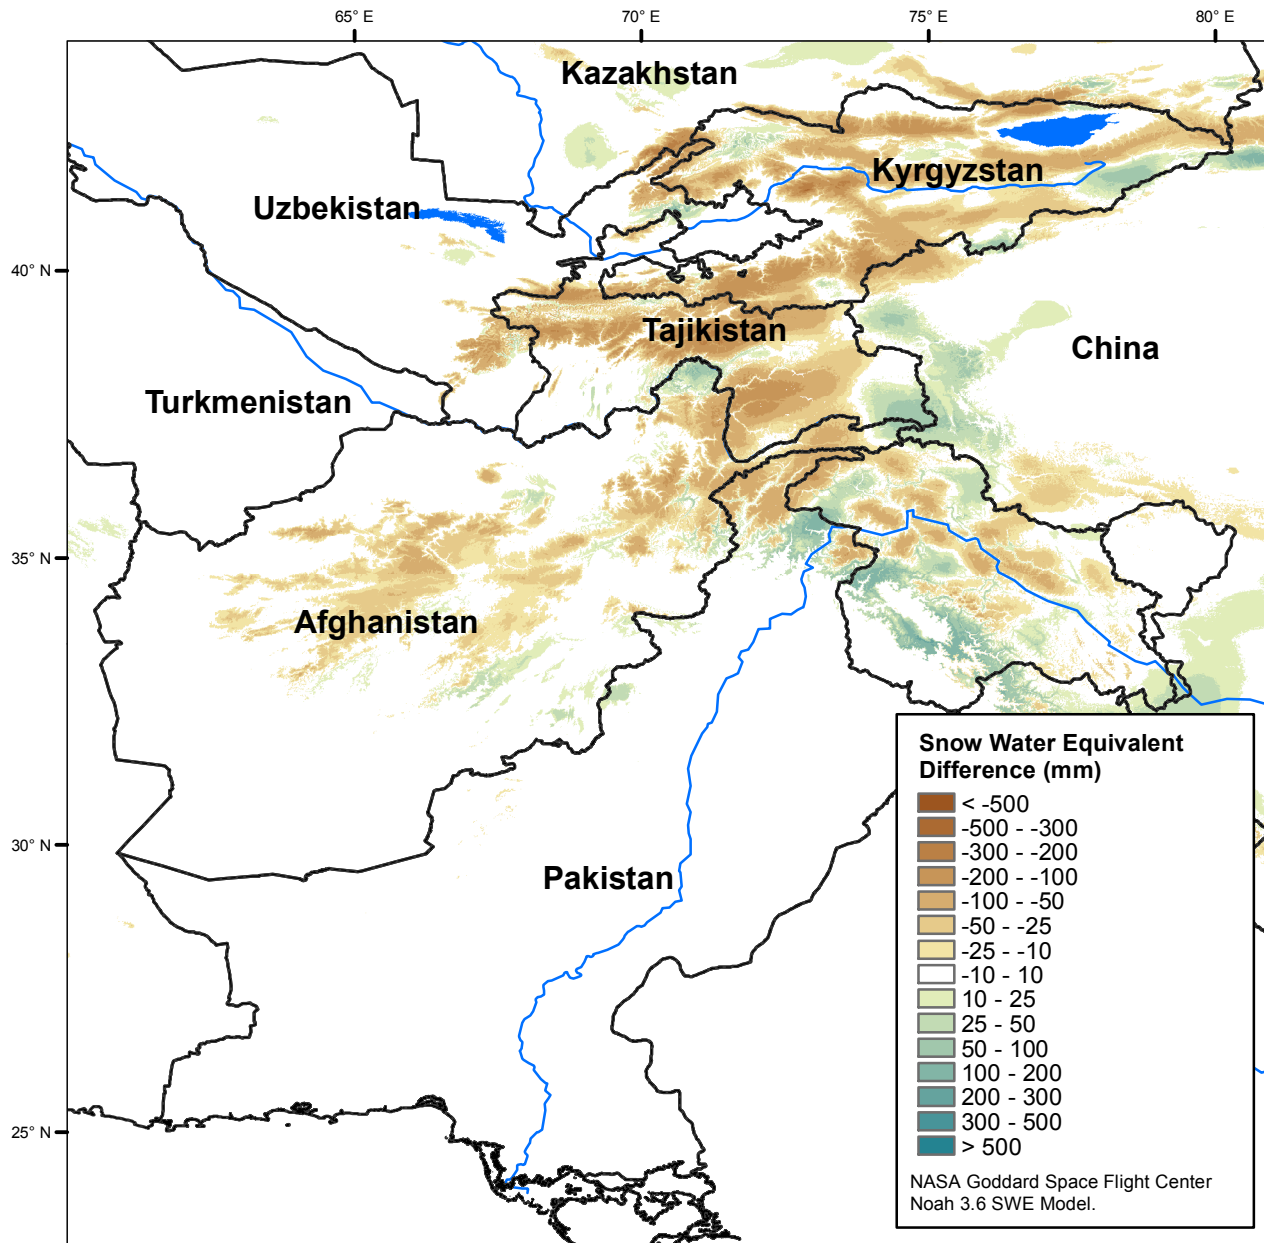 65° E
70° E
75° E
80° E
Kazakhstan
Kyrgyzstan
Uzbekistan
40° N
Tajikistan
China
Turkmenistan
35° N
Afghanistan
Snow Water Equivalent
Difference (mm)
< -500
-500 - -300
-300 - -200
-200 - -100
-100 - -50
-50 - -25
-25 - -10
-10 - 10
10 - 25
25 - 50
50 - 100
100 - 200
200 - 300
300 - 500
> 500
30° N
Pakistan
25° N
NASA Goddard Space Flight Center
Noah 3.6 SWE Model.